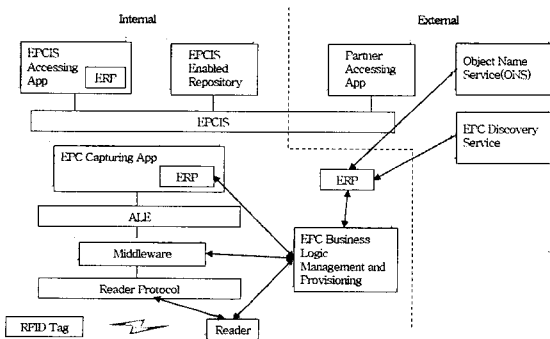 Internal
External
EPCIS
Accessing
App
ERP
EPCIS
Enabled
Repository
Partner
Accessing
App
Object Name
Service(ONS)
EPCIS
EPC Discovery
Service
EPC Capturing App
ERP
ERP
ALE
EPC Business
Logic
Management and
Provisioning
Middleware
Reader Protocol
RFID Tag
Reader